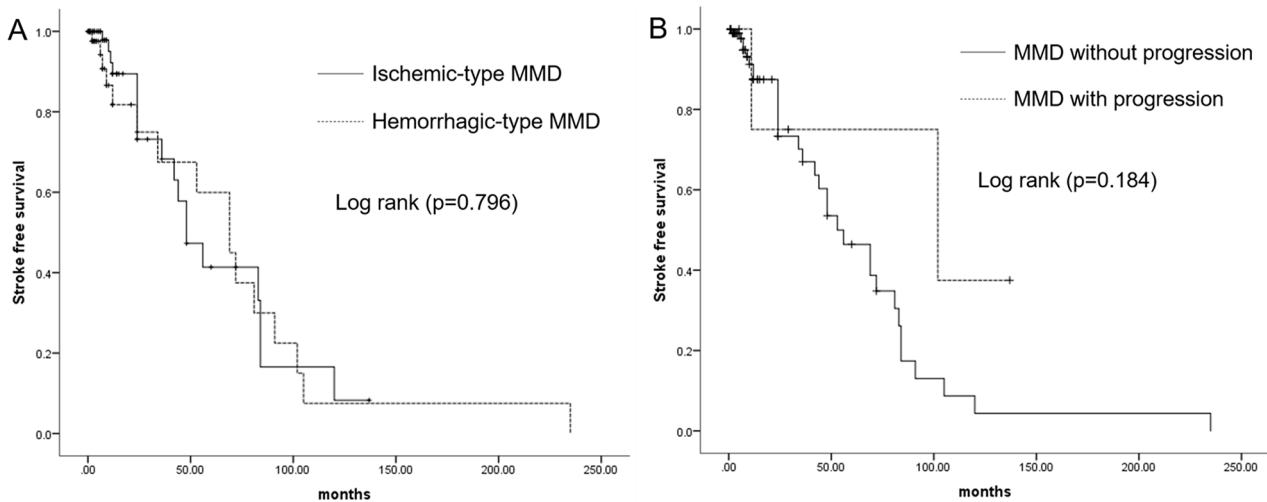 A
1.0
0.8
0.6
0.4
0.2
0.0
Stroke free survival
Ischemic-type MMD
Hemorrhagic-type MMD
Log rank (p=0.796)
.00 50.00 100.00 150.00 200.00 250.00
months
B
1.0
0.8
0.6
0.4
0.2
0.0
Stroke free survival
MMD without progression
MMD with progression
Log rank (p=0.184)
.00 50.00 100.00 150.00 200.00 250.00
months